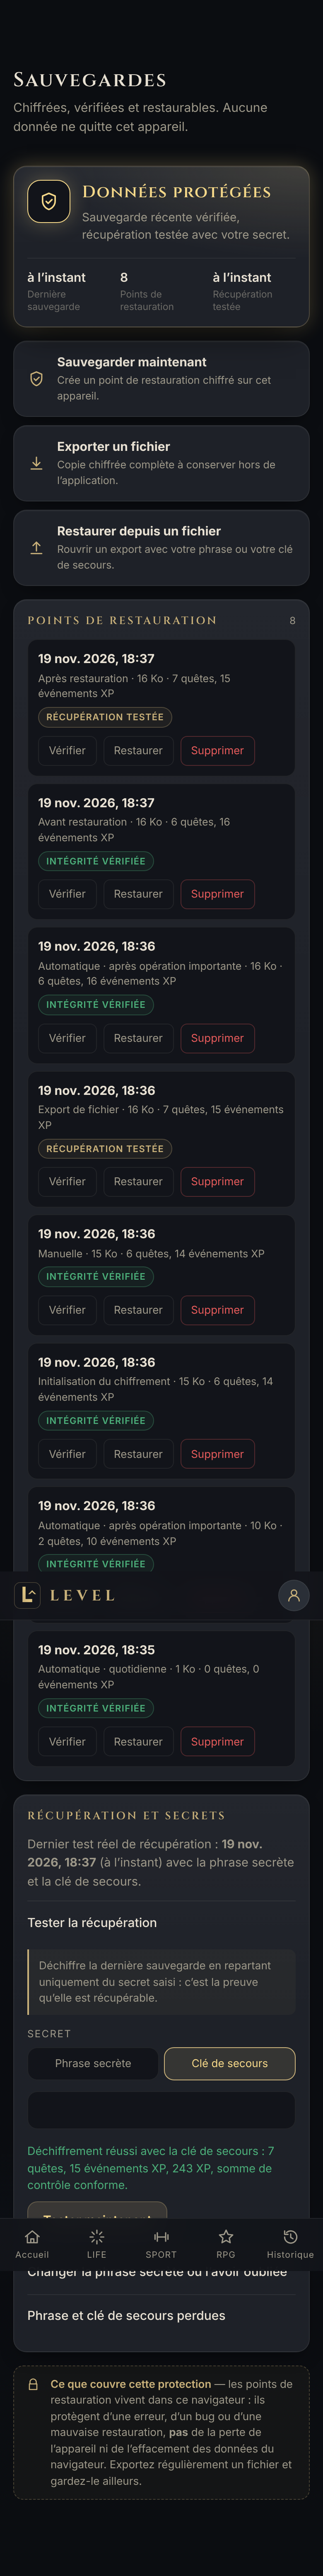 Sauvegardes
Chiffrées, vérifiées et restaurables. Aucune
donnée ne quitte cet appareil.
Données protégées
Sauvegarde récente vérifiée,
récupération testée avec votre secret.
à l’instant
Dernière
sauvegarde
8
Points de
restauration
à l’instant
Récupération
testée
Sauvegarder maintenant
Crée un point de restauration chiffré sur cet
appareil.
Exporter un fichier
Copie chiffrée complète à conserver hors de
l’application.
Restaurer depuis un fichier
Rouvrir un export avec votre phrase ou votre clé
de secours.
POINTS DE RESTAURATION 8
19 nov. 2026, 18:37
Après restauration · 16 Ko · 7 quêtes, 15
événements XP
RÉCUPÉRATION TESTÉE
Vérifier Restaurer Supprimer
19 nov. 2026, 18:37
Avant restauration · 16 Ko · 6 quêtes, 16
événements XP
INTÉGRITÉ VÉRIFIÉE
Vérifier Restaurer Supprimer
19 nov. 2026, 18:36
Automatique · après opération importante · 16 Ko ·
6 quêtes, 16 événements XP
INTÉGRITÉ VÉRIFIÉE
Vérifier Restaurer Supprimer
19 nov. 2026, 18:36
Export de fichier · 16 Ko · 7 quêtes, 15 événements
XP
RÉCUPÉRATION TESTÉE
Vérifier Restaurer Supprimer
19 nov. 2026, 18:36
Manuelle · 15 Ko · 6 quêtes, 14 événements XP
INTÉGRITÉ VÉRIFIÉE
Vérifier Restaurer Supprimer
19 nov. 2026, 18:36
Initialisation du chiffrement · 15 Ko · 6 quêtes, 14
événements XP
INTÉGRITÉ VÉRIFIÉE
Vérifier Restaurer Supprimer
19 nov. 2026, 18:36
Automatique · après opération importante · 10 Ko ·
2 quêtes, 10 événements XP
INTÉGRITÉ VÉRIFIÉE
LEVEL
19 nov. 2026, 18:35
Automatique · quotidienne · 1 Ko · 0 quêtes, 0
événements XP
INTÉGRITÉ VÉRIFIÉE
Vérifier Restaurer Supprimer
RÉCUPÉRATION ET SECRETS
Dernier test réel de récupération : 19 nov.
2026, 18:37 (à l’instant) avec la phrase secrète
et la clé de secours.
Tester la récupération
Déchiffre la dernière sauvegarde en repartant
uniquement du secret saisi : c’est la preuve
qu’elle est récupérable.
SECRET
Phrase secrète Clé de secours
Déchiffrement réussi avec la clé de secours : 7
quêtes, 15 événements XP, 243 XP, somme de
contrôle conforme.
Accueil LIFE SPORT RPG Historique
Changer la phrase secrète ou l’avoir oubliée
Phrase et clé de secours perdues
Ce que couvre cette protection — les points de
restauration vivent dans ce navigateur : ils
protègent d’une erreur, d’un bug ou d’une
mauvaise restauration, pas de la perte de
l’appareil ni de l’effacement des données du
navigateur. Exportez régulièrement un fichier et
gardez-le ailleurs.